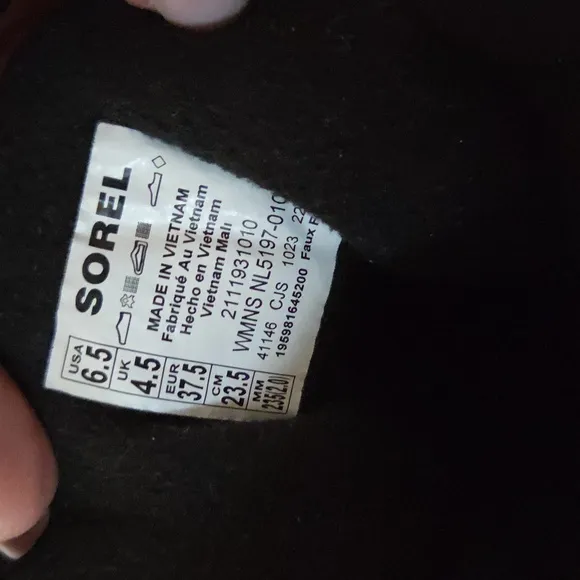 SOREL
MADE IN VIETNAM
Fabriqué Au Vietnam
Hecho en Vietnam
Vietnam Malı
2111931010
WMNS NL5197-010
41146 CJS 1023 22
195981645200 Faux
USA 6.5
UK 4.5
EUR 37.5
CM 23.5
MM 235(2.0)